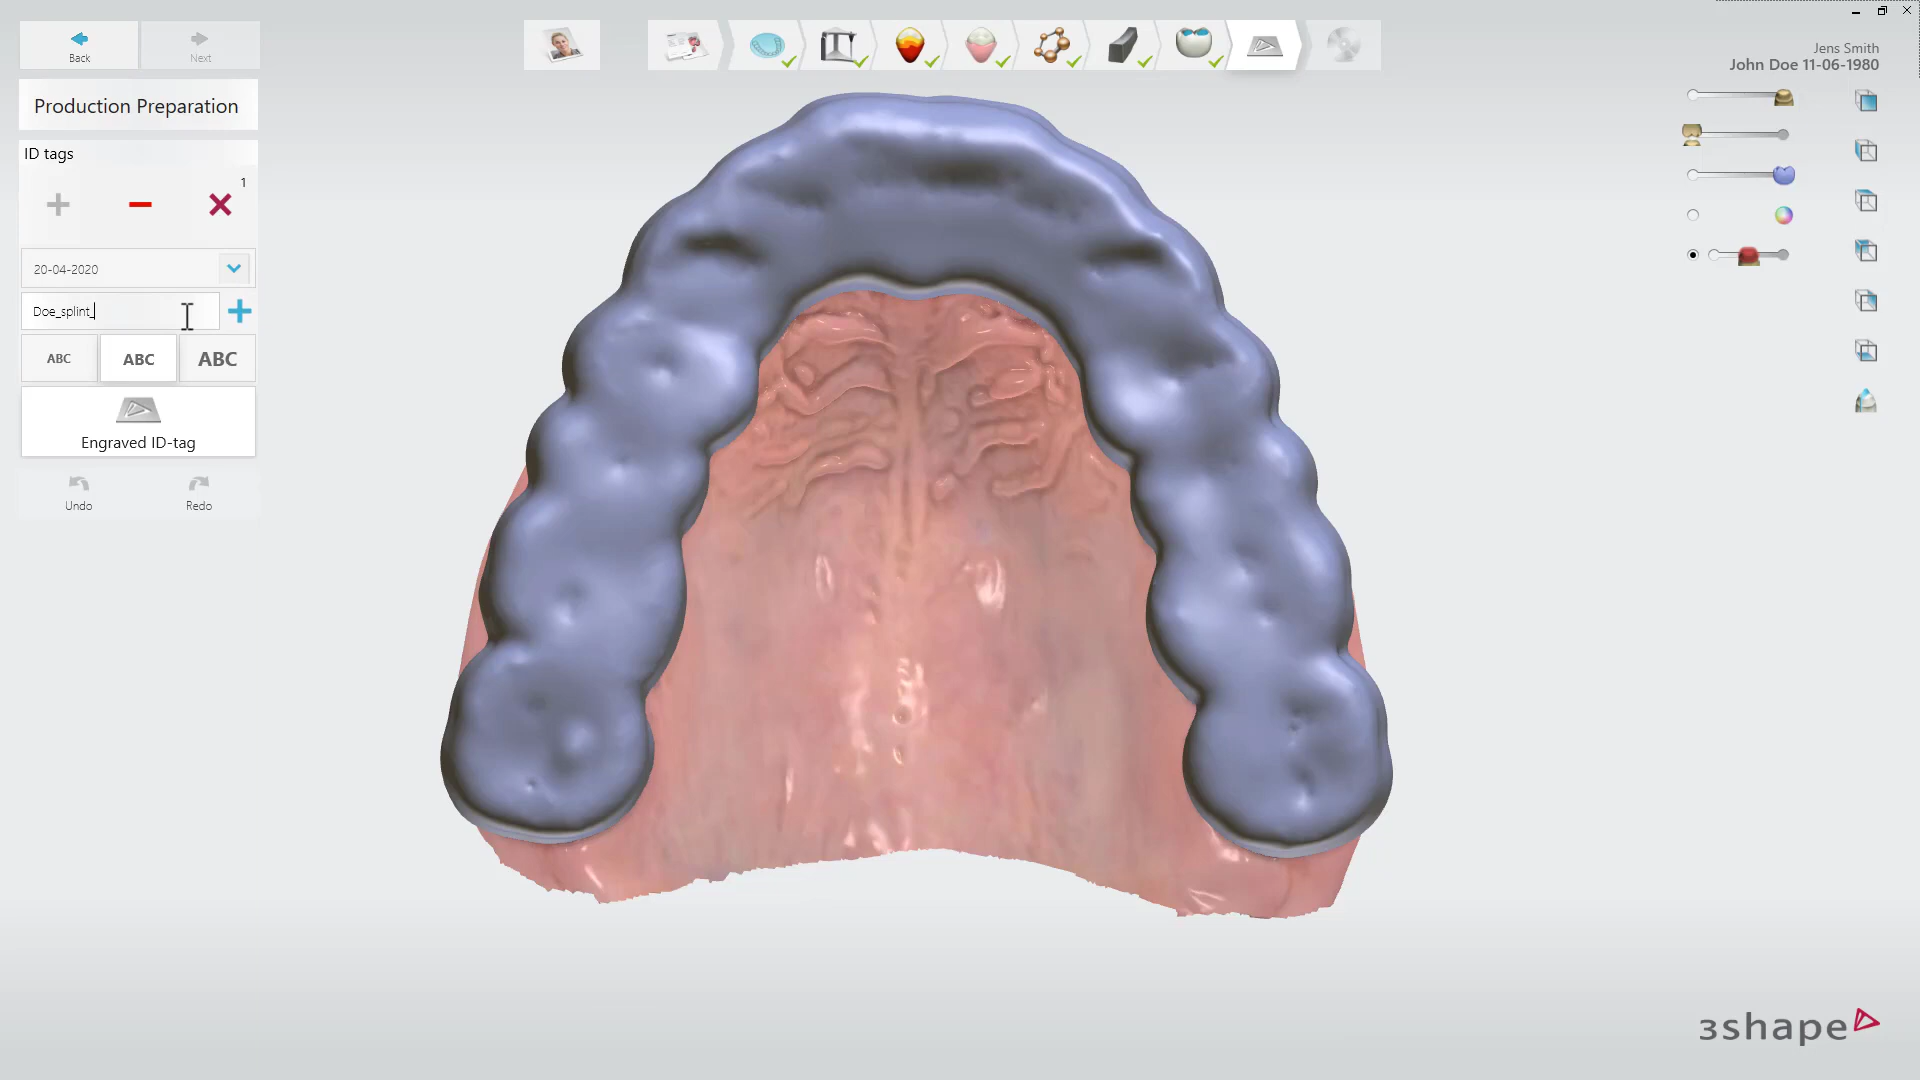 Back
Next
Jens Smith
John Doe 11-06-1980
Production Preparation
ID tags
1
20-04-2020
Doe_splint_
ABC
ABC
ABC
Engraved ID-tag
Undo
Redo
3shape